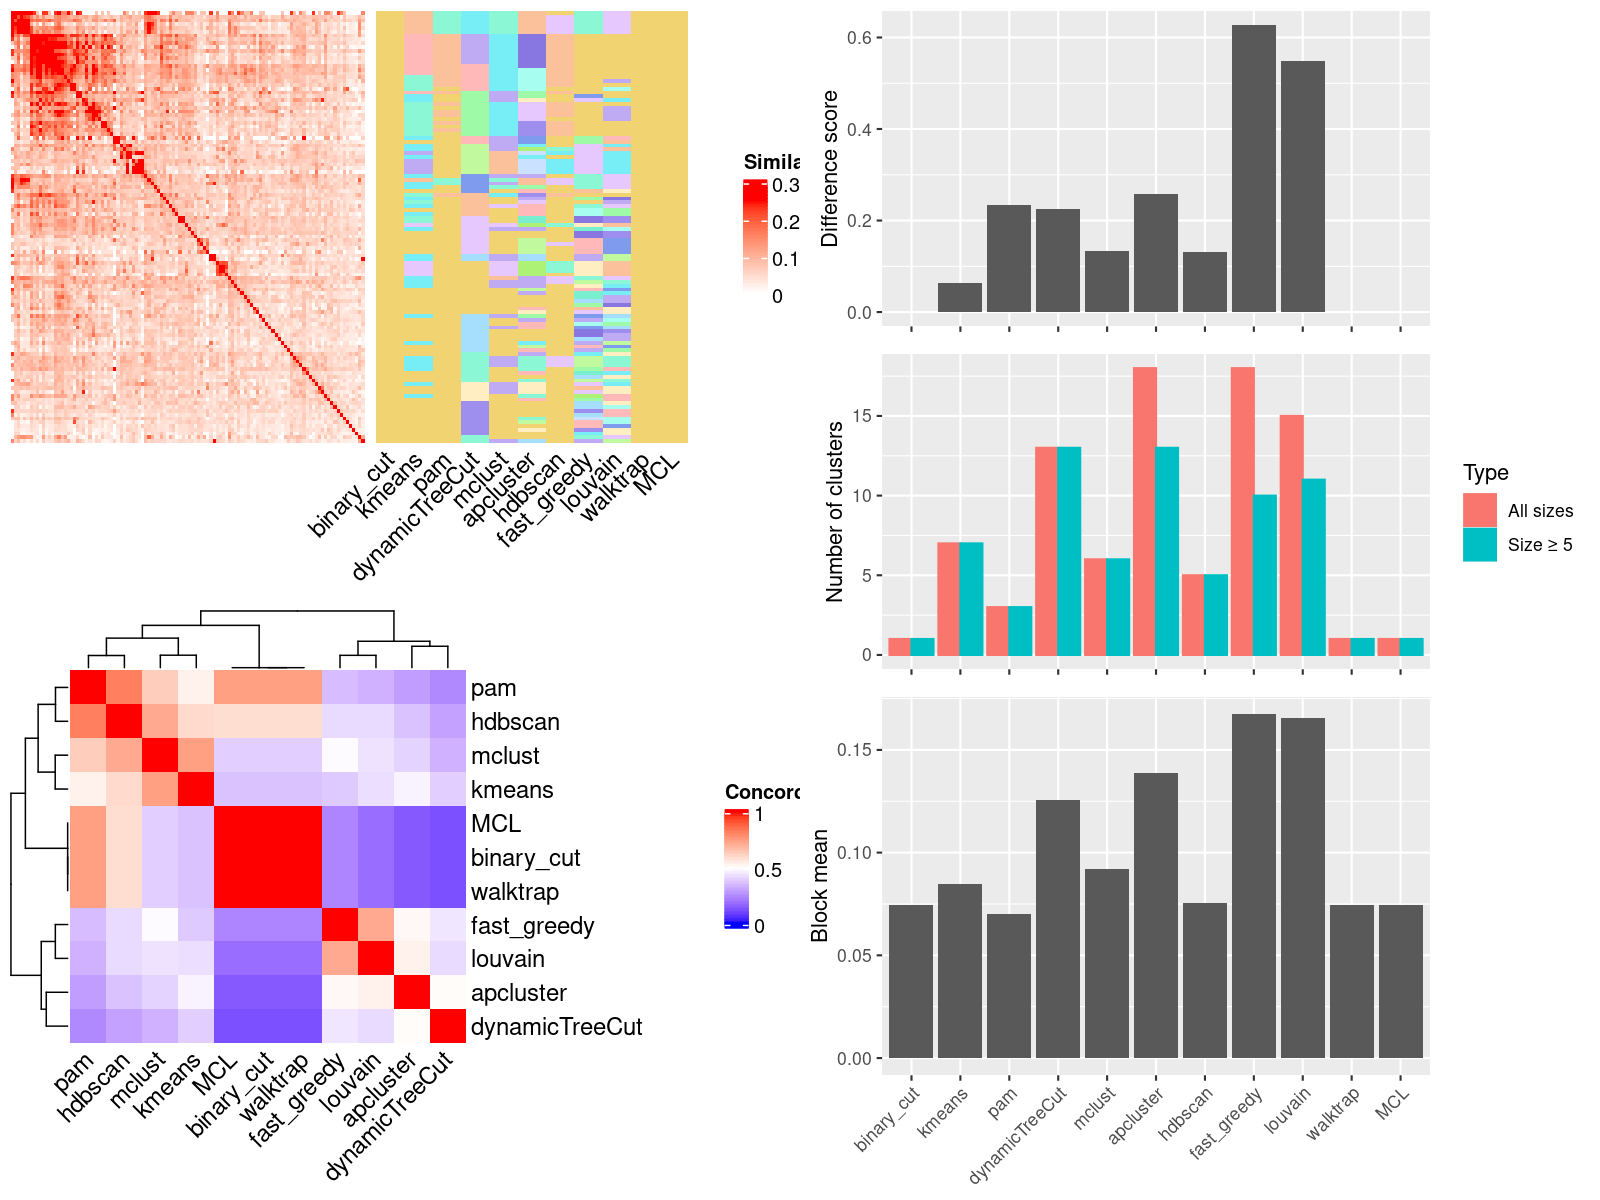 Simila
0.3
0.2
0.1
0
binary_cut
kmeans
pam
dynamicTreeCut
mclust
apcluster
hdbscan
fast_greedy
louvain
walktrap
MCL
pam
hdbscan
mclust
kmeans
MCL
binary_cut
walktrap
fast_greedy
louvain
apcluster
dynamicTreeCut
pam
hdbscan
mclust
kmeans
MCL
binary_cut
walktrap
fast_greedy
louvain
apcluster
dynamicTreeCut
Concord
1
0.5
0
Difference score
0.6
0.4
0.2
0.0
Number of clusters
15
10
5
0
Block mean
0.15
0.10
0.05
0.00
binary_cut
kmeans
pam
dynamicTreeCut
mclust
apcluster
hdbscan
fast_greedy
louvain
walktrap
MCL
Type
All sizes
Size ≥ 5